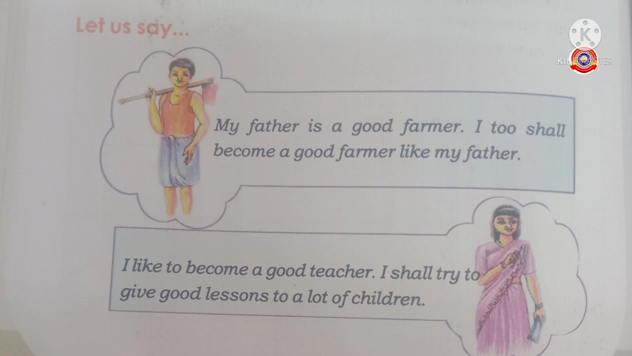 Let us say...
K
My father is a good farmer. I too shall
become a good farmer like my father.
I like to become a good teacher. I shall try to
give good lessons to a lot of children.